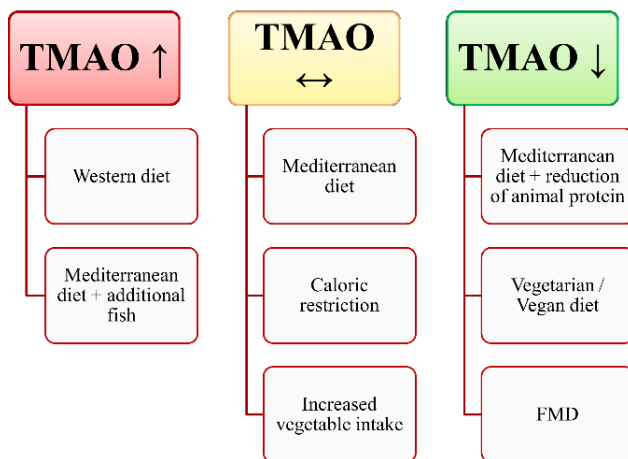 TMAO ↑
Western diet
Mediterranean
diet + additional
fish
TMAO
↔
Mediterranean
diet
Caloric
restriction
Increased
vegetable intake
TMAO ↓
Mediterranean
diet + reduction
of animal protein
Vegetarian /
Vegan diet
FMD